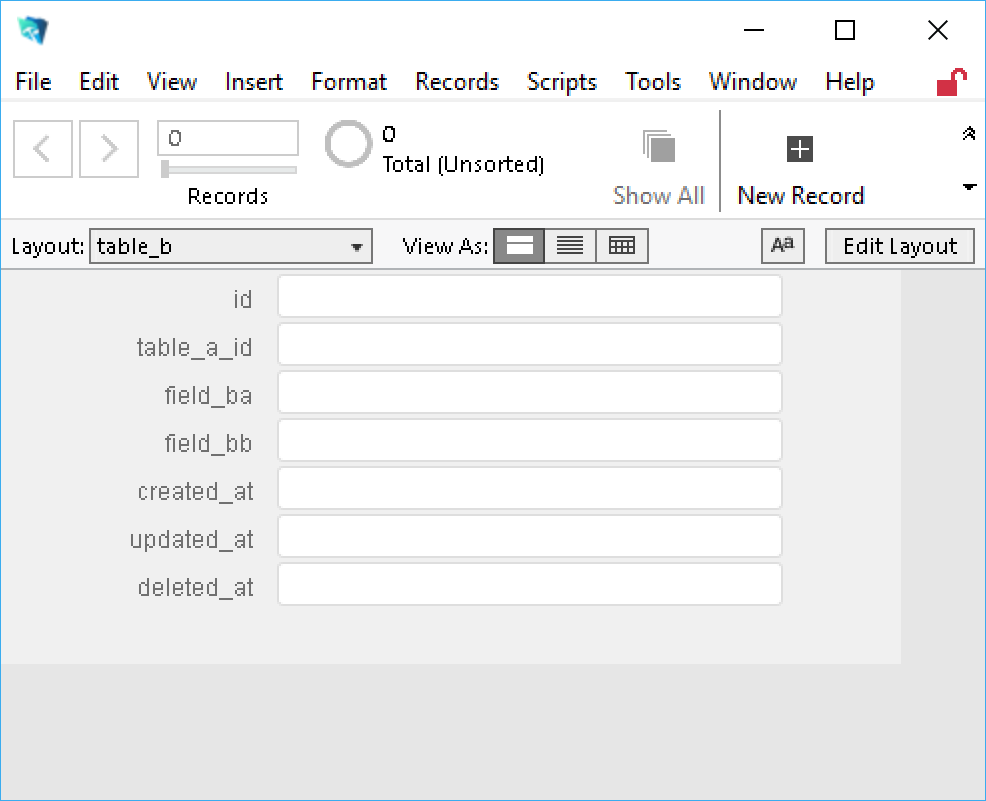 File Edit View Insert Format Records Scripts Tools Window Help
0
0
Total (Unsorted)
Records
Show All
New Record
Layout: table_b View As: Aa Edit Layout
id
table_a_id
field_ba
field_bb
created_at
updated_at
deleted_at